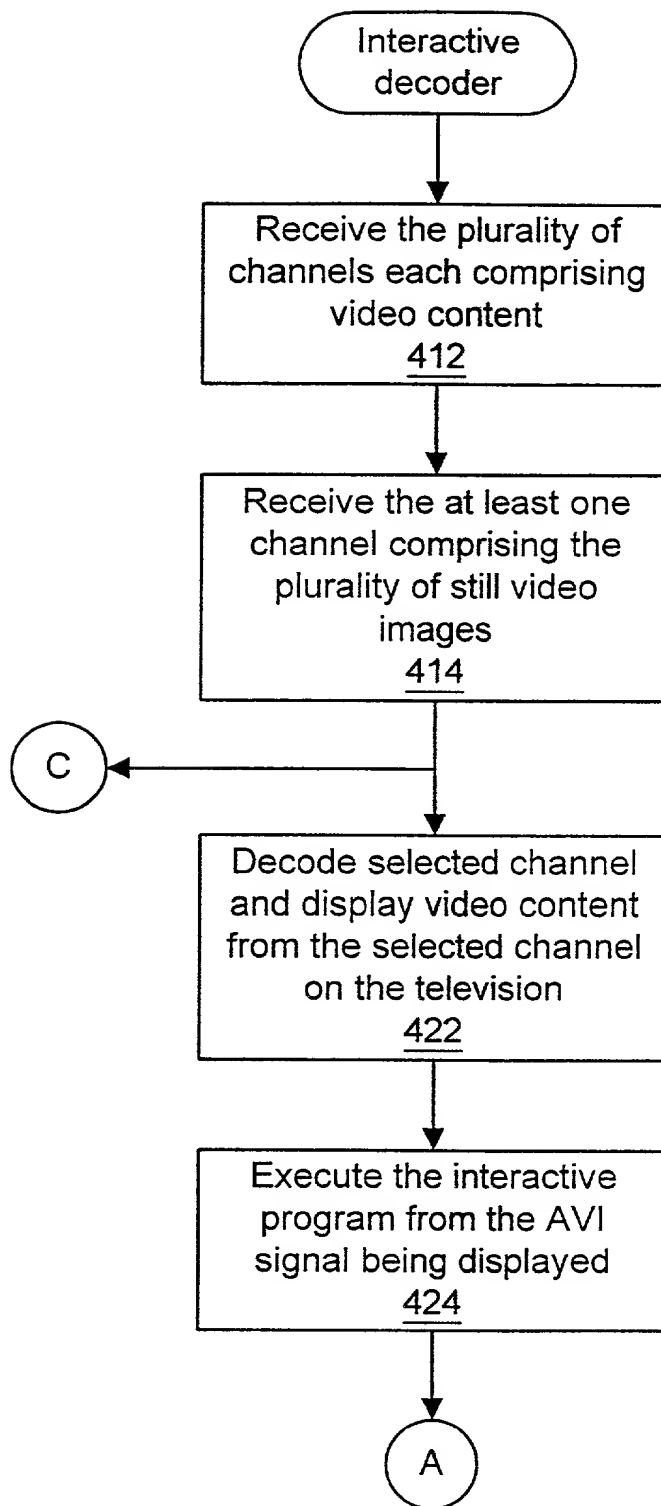 Interactive
decoder
Receive the plurality of
channels each comprising
video content
412
Receive the at least one
channel comprising the
plurality of still video
images
414
C
Decode selected channel
and display video content
from the selected channel
on the television
422
Execute the interactive
program from the AVI
signal being displayed
424
A